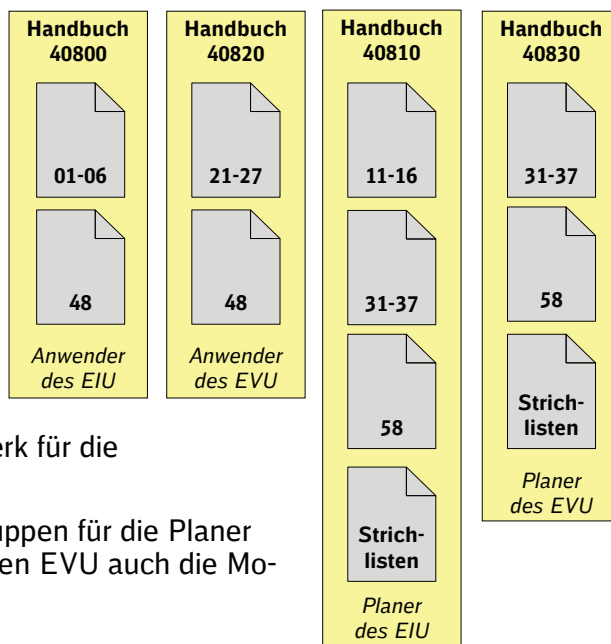 Handbuch
40800
01-06
48
Anwender
des EIU
Handbuch
40820
21-27
48
Anwender
des EVU
Handbuch
40810
11-16
31-37
58
Strich-
listen
Planer
des EIU
Handbuch
40830
31-37
58
Strich-
listen
Planer
des EVU
erk für die
uppen für die Planer
en EVU auch die Mo-